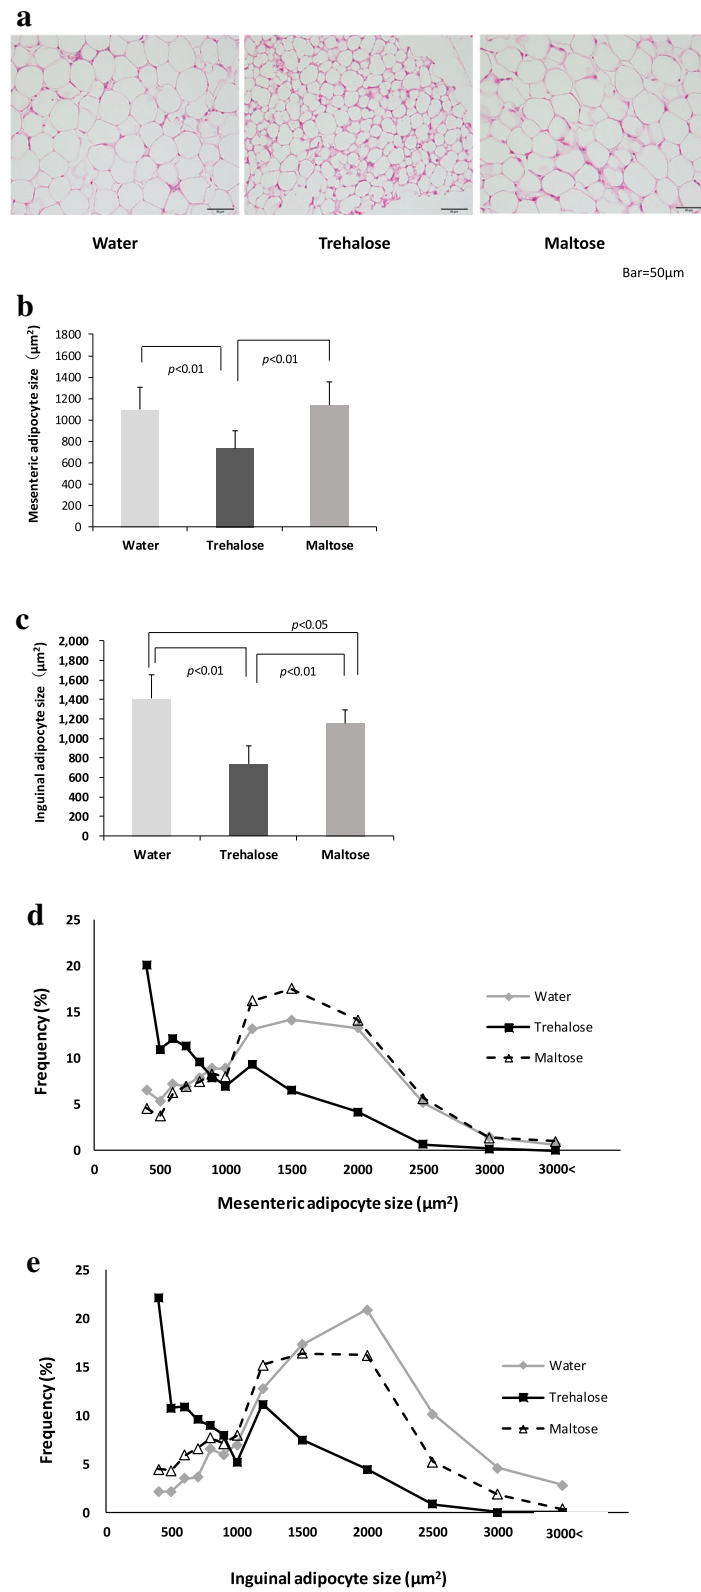 a
Water Trehalose Maltose
Bar=50μm
b
Mesenteric adipocyte size (μm²)
1800
1600
1400
1200
1000
800
600
400
200
0
p<0.01
p<0.01
Water Trehalose Maltose
c
Inguinal adipocyte size (μm²)
2,000
1,800
1,600
1,400
1,200
1,000
800
600
400
200
0
p<0.05
p<0.01
p<0.01
Water Trehalose Maltose
d
Frequency (%)
25
20
15
10
5
0
Water
Trehalose
Maltose
0 500 1000 1500 2000 2500 3000 3000<
Mesenteric adipocyte size (μm²)
e
Frequency (%)
25
20
15
10
5
0
Water
Trehalose
Maltose
0 500 1000 1500 2000 2500 3000 3000<
Inguinal adipocyte size (μm²)